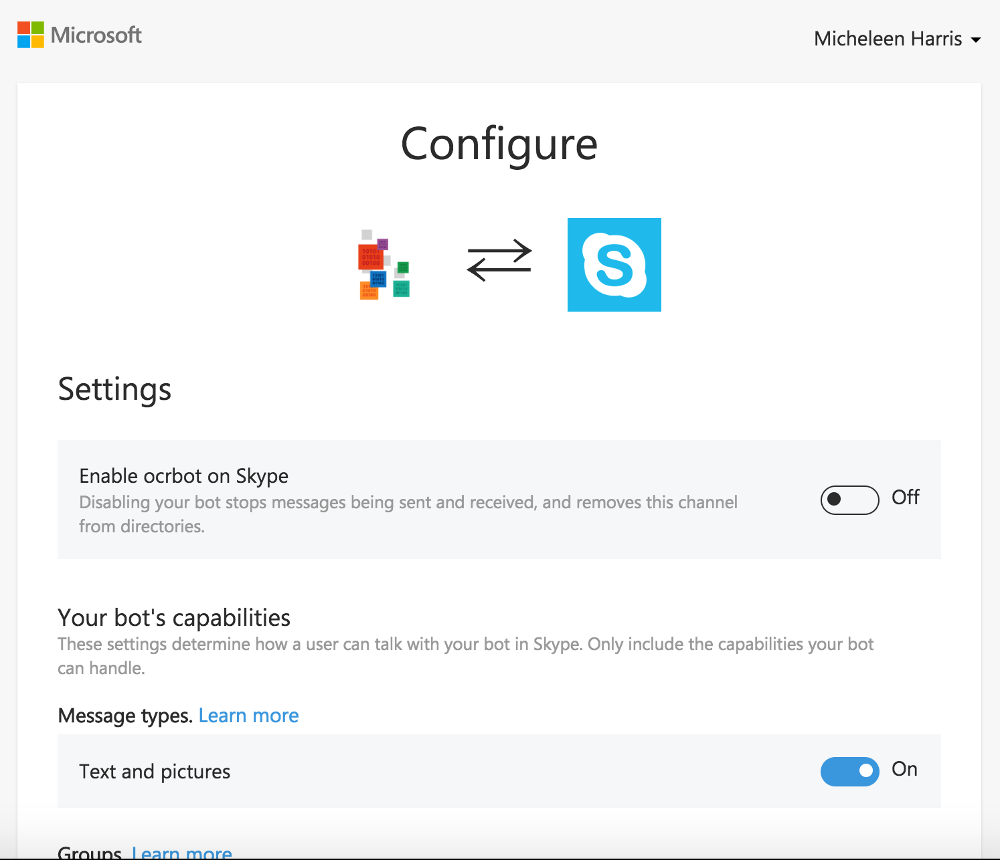 Microsoft
Micheleen Harris
Configure
10101
01010
00100
Settings
Enable ocrbot on Skype
Disabling your bot stops messages being sent and received, and removes this channel
from directories.
Off
Your bot's capabilities
These settings determine how a user can talk with your bot in Skype. Only include the capabilities your bot
can handle.
Message types. Learn more
Text and pictures
On
Groups. Learn more